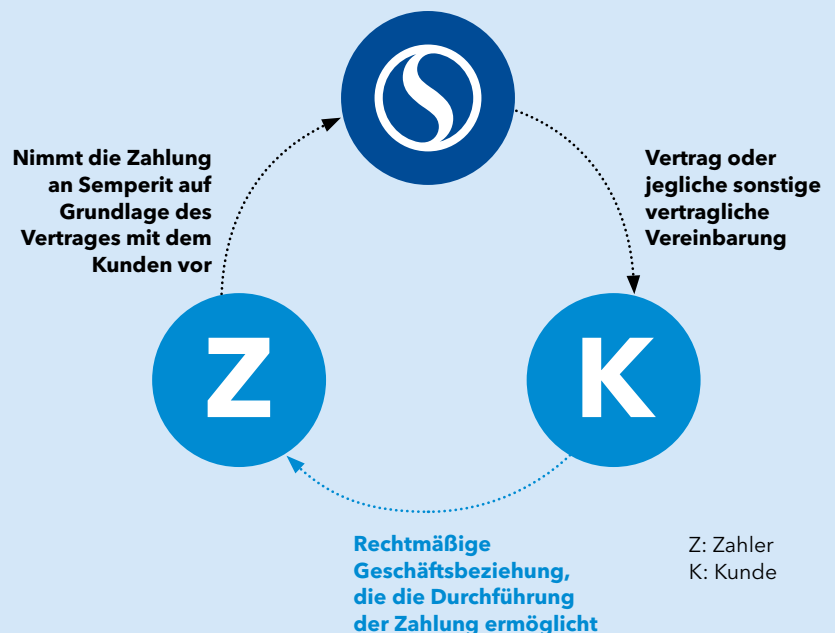 Nimmt die Zahlung
an Semperit auf
Grundlage des
Vertrages mit dem
Kunden vor
Vertrag oder
jegliche sonstige
vertragliche
Vereinbarung
Z
K
Rechtmäßige
Geschäftsbeziehung,
die die Durchführung
der Zahlung ermöglicht
Z: Zahler
K: Kunde